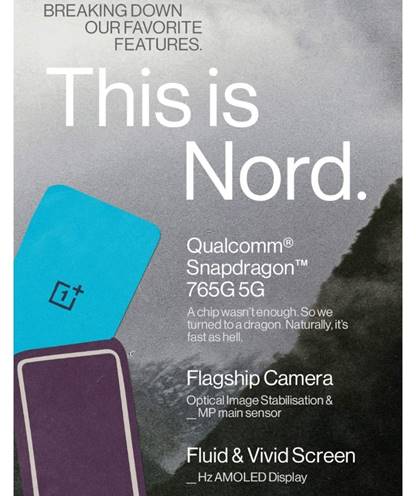 BREAKING DOWN
OUR FAVORITE
FEATURES.
This is
Nord.
1+
Qualcomm®
Snapdragon™
765G 5G
A chip wasn't enough. So we
turned to a dragon. Naturally, it's
fast as hell.
Flagship Camera
Optical Image Stabilisation &
__ MP main sensor
Fluid & Vivid Screen
__ Hz AMOLED Display